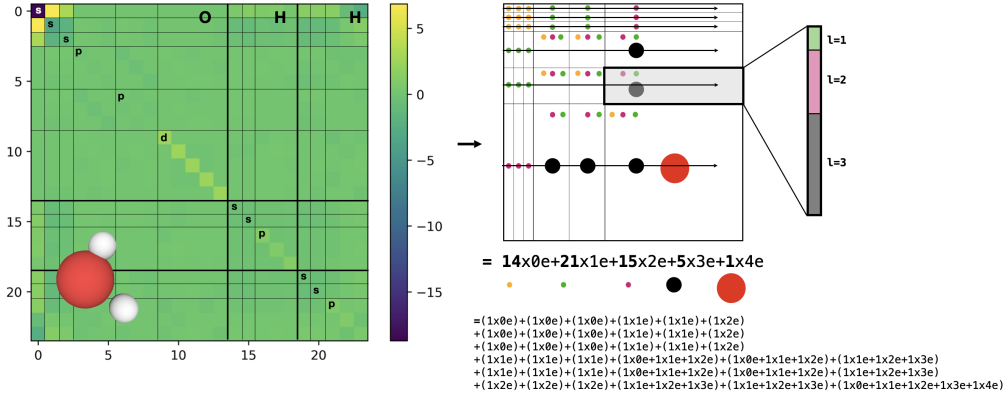 O H H
0
5
10
15
20
s
s
s
p
p
d
s
s
p
s
s
p
0 5 10 15 20
5
0
−5
−10
−15
l=1
l=2
l=3
= 14x0e+21x1e+15x2e+5x3e+1x4e
=(1x0e)+(1x0e)+(1x0e)+(1x1e)+(1x1e)+(1x2e)
+(1x0e)+(1x0e)+(1x0e)+(1x1e)+(1x1e)+(1x2e)
+(1x0e)+(1x0e)+(1x0e)+(1x1e)+(1x1e)+(1x2e)
+(1x1e)+(1x1e)+(1x1e)+(1x0e+1x1e+1x2e)+(1x0e+1x1e+1x2e)+(1x1e+1x2e+1x3e)
+(1x1e)+(1x1e)+(1x1e)+(1x0e+1x1e+1x2e)+(1x0e+1x1e+1x2e)+(1x1e+1x2e+1x3e)
+(1x2e)+(1x2e)+(1x2e)+(1x1e+1x2e+1x3e)+(1x1e+1x2e+1x3e)+(1x0e+1x1e+1x2e+1x3e+1x4e)